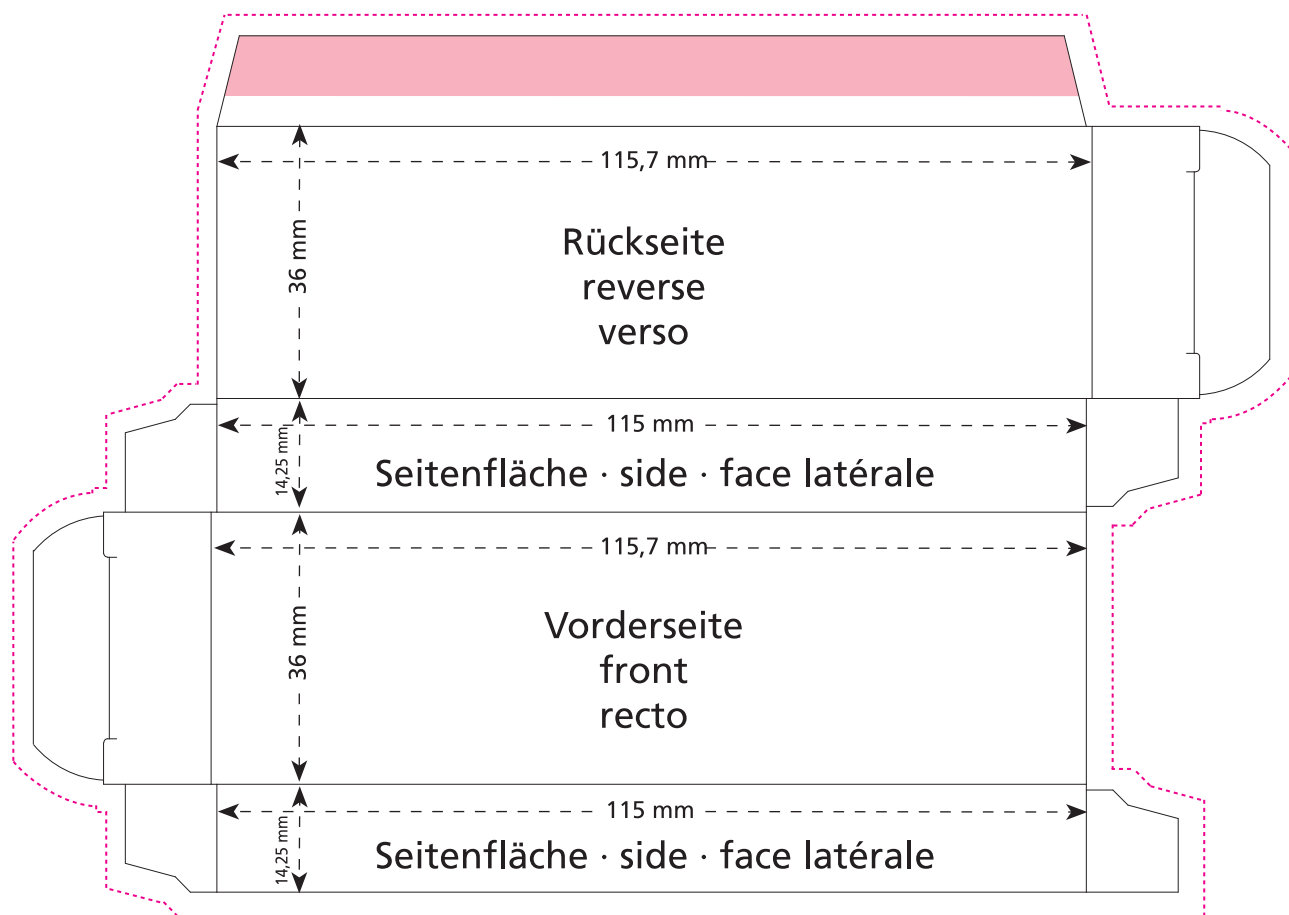 115,7 mm
36 mm
Rückseite
reverse
verso
115 mm
14,25 mm
Seitenfläche · side · face latérale
115,7 mm
36 mm
Vorderseite
front
recto
115 mm
14,25 mm
Seitenfläche · side · face latérale